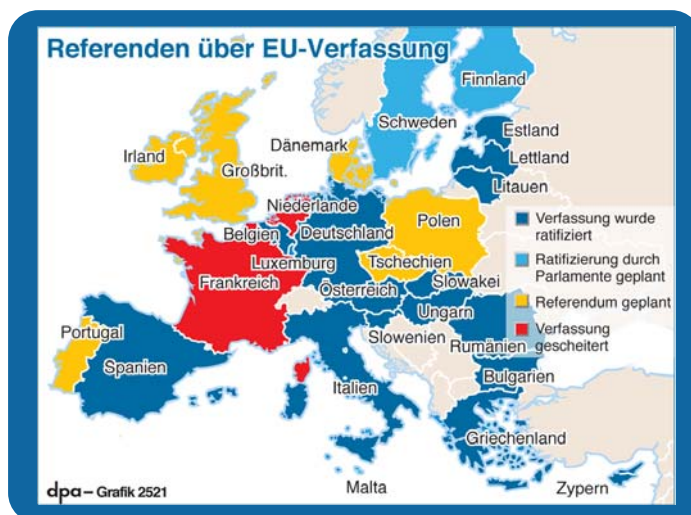 Referenden über EU-Verfassung
Finnland
Schweden
Estland
Lettland
Litauen
Dänemark
Irland
Großbrit.
Niederlande
Belgien
Deutschland
Polen
Luxemburg
Tschechien
Frankreich
Slowakei
Österreich
Ungarn
Slowenien
Rumänien
Portugal
Spanien
Italien
Bulgarien
Griechenland
Malta
Zypern
Verfassung wurde
ratifiziert
Ratifizierung durch
Parlamente geplant
Referendum geplant
Verfassung
gescheitert
dpa – Grafik 2521